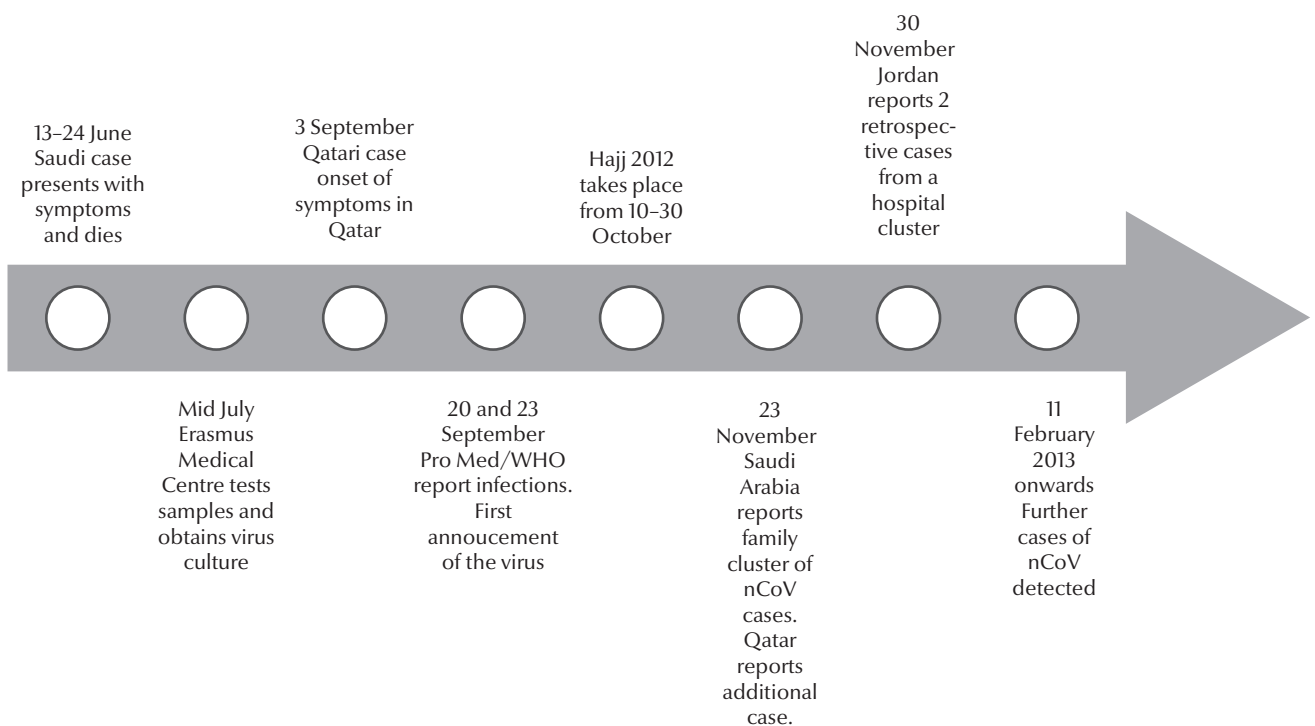 13–24 June
Saudi case
presents with
symptoms
and dies
Mid July
Erasmus
Medical
Centre tests
samples and
obtains virus
culture
3 September
Qatari case
onset of
symptoms in
Qatar
20 and 23
September
Pro Med/WHO
report infections.
First
annoucement
of the virus
Hajj 2012
takes place
from 10–30
October
23
November
Saudi
Arabia
reports
family
cluster of
nCoV
cases.
Qatar
reports
additional
case.
30
November
Jordan
reports 2
retrospec-
tive cases
from a
hospital
cluster
11
February
2013
onwards
Further
cases of
nCoV
detected